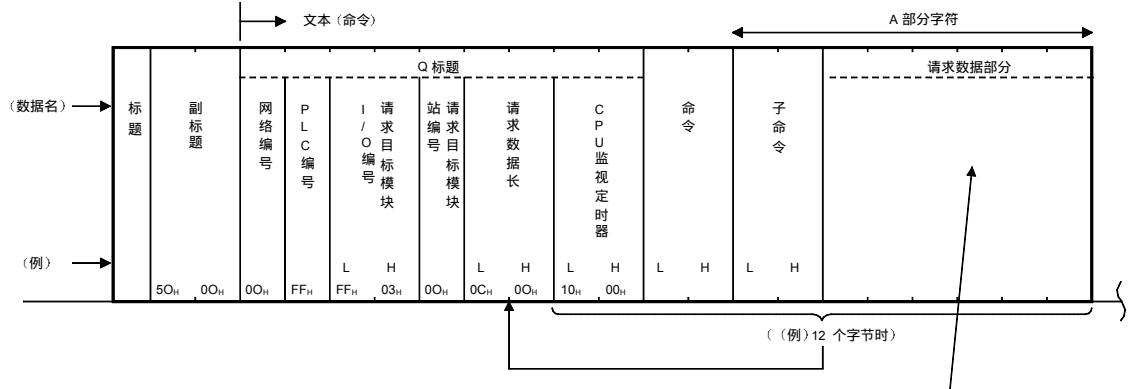 文本（命令）
A 部分字符
Q 标题
请求数据部分
（数据名）
标题
副标题
网络编号
PLC编号
请求目标模块
I/O编号
请求目标模块
站编号
请求数据长
CPU监视定时器
命令
子命令
（例）
L H L H L H L H L H
50H 00H 00H FFH FFH 03H 00H 0CH 00H 10H 00H
（（例）12 个字节时）